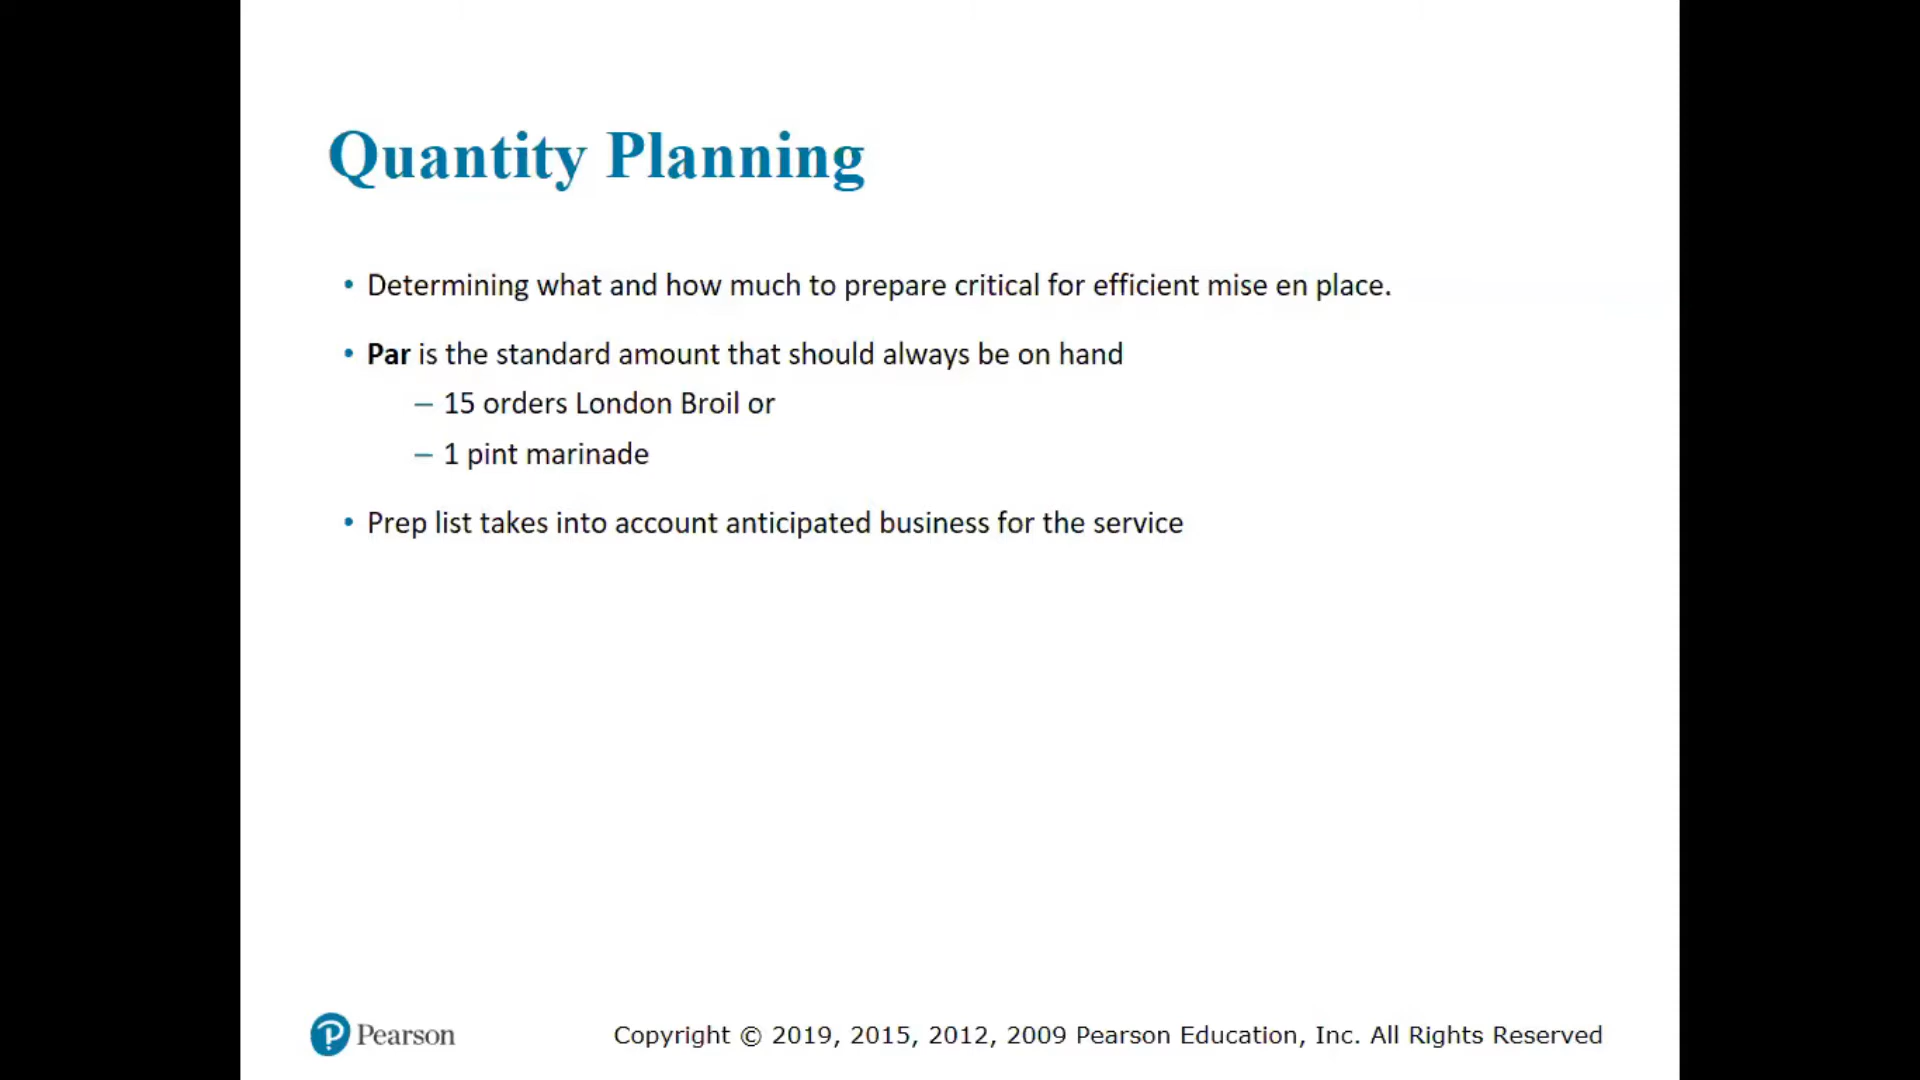 Quantity Planning
• Determining what and how much to prepare critical for efficient mise en place.
• Par is the standard amount that should always be on hand
– 15 orders London Broil or
– 1 pint marinade
• Prep list takes into account anticipated business for the service
Pearson
Copyright © 2019, 2015, 2012, 2009 Pearson Education, Inc. All Rights Reserved